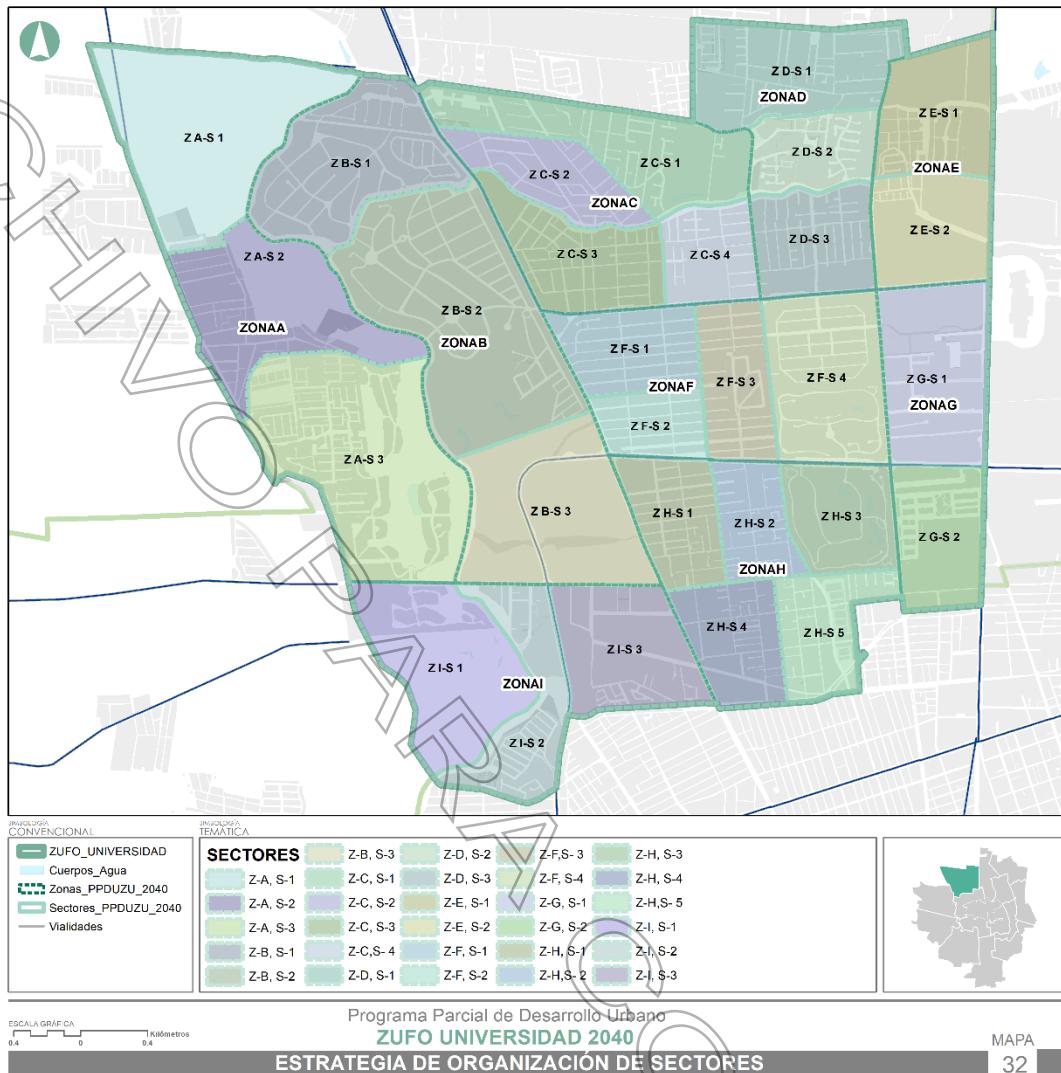 Z D-S 1
ZONAD
Z E-S 1
Z A-S 1
Z D-S 2
Z B-S 1
Z C-S 1
ZONAE
Z C-S 2
ZONAC
Z E-S 2
Z D-S 3
Z A-S 2
Z C-S 3
Z C-S 4
Z B-S 2
ZONAA
ZONAB
Z F-S 1
ZONAF
Z F-S 3
Z F-S 4
Z G-S 1
ZONAG
Z F-S 2
Z A-S 3
Z B-S 3
Z H-S 1
Z H-S 2
Z H-S 3
Z G-S 2
ZONAH
Z H-S 4
Z H-S 5
Z I-S 3
Z I-S 1
ZONAI
Z I-S 2
CHIVO PARA CO
SIMBOLOGÍA
CONVENCIONAL
ZUFO_UNIVERSIDAD
Cuerpos_Agua
Zonas_PPDUZU_2040
Sectores_PPDUZU_2040
Vialidades
SIMBOLOGÍA
TEMÁTICA
SECTORES
Z-A, S-1
Z-A, S-2
Z-A, S-3
Z-B, S-1
Z-B, S-2
Z-B, S-3
Z-C, S-1
Z-C, S-2
Z-C, S-3
Z-C,S- 4
Z-D, S-1
Z-D, S-2
Z-D, S-3
Z-E, S-1
Z-E, S-2
Z-F, S-1
Z-F, S-2
Z-F,S- 3
Z-F, S-4
Z-G, S-1
Z-G, S-2
Z-H, S-1
Z-H,S- 2
Z-H, S-3
Z-H, S-4
Z-H,S- 5
Z-I, S-1
Z-I, S-2
Z-I, S-3
ESCALA GRÁFICA
Kilómetros
0.4 0 0.4
Programa Parcial de Desarrollo Urbano
ZUFO UNIVERSIDAD 2040
ESTRATEGIA DE ORGANIZACIÓN DE SECTORES
MAPA
32